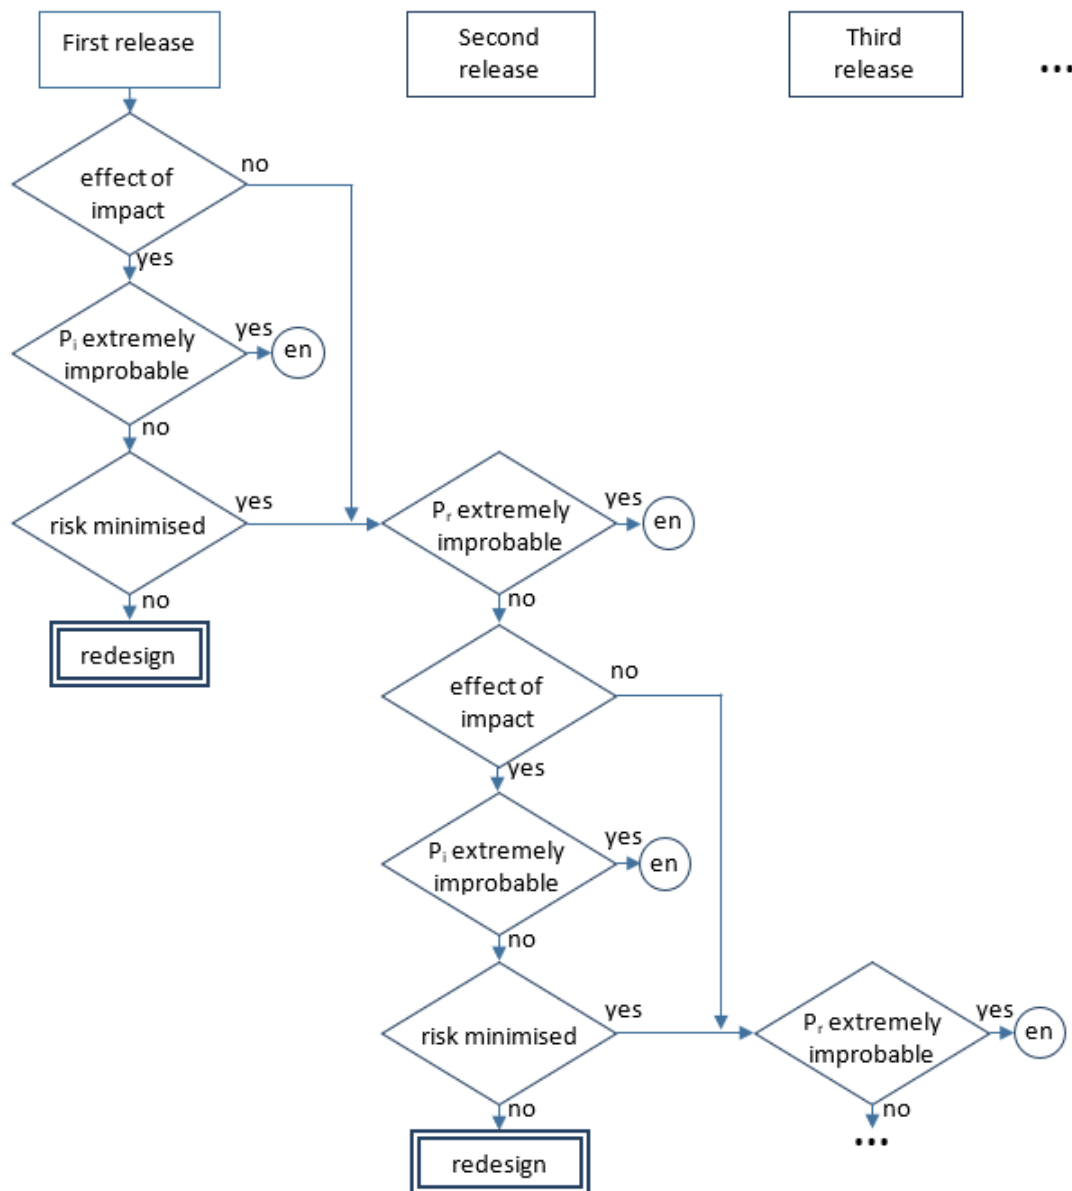 First release
Second
release
Third
release
...
effect of
impact
no
yes
Pᵢ extremely
improbable
yes
en
no
risk minimised
yes
no
redesign
Pᵣ extremely
improbable
yes
en
no
effect of
impact
no
yes
Pᵢ extremely
improbable
yes
en
no
risk minimised
yes
no
redesign
Pᵣ extremely
improbable
yes
en
no
...